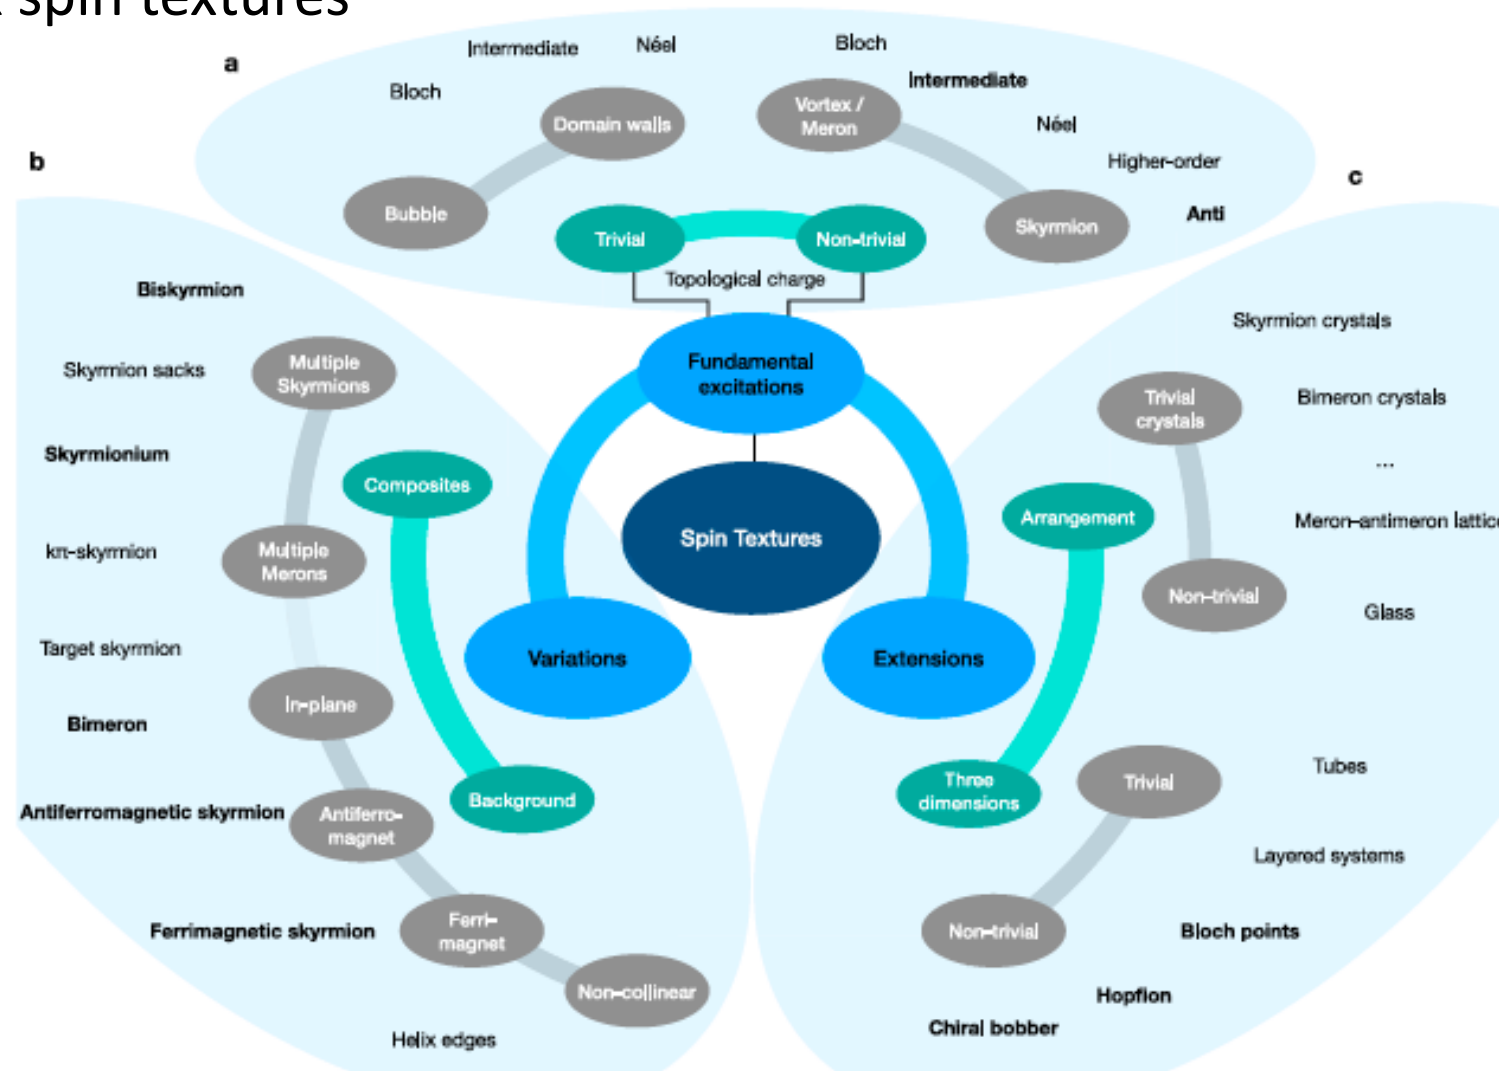 spin textures
a
Intermediate
Néel
Bloch
Bloch
Intermediate
Néel
Higher-order
Anti
Domain walls
Vortex /
Meron
Bubble
Skyrmion
Trivial
Non-trivial
Topological charge
b
Biskyrmion
Skyrmion sacks
Multiple
Skyrmions
Skyrmionium
Composites
kπ-skyrmion
Multiple
Merons
Target skyrmion
In-plane
Bimeron
Antiferromagnetic skyrmion
Antiferro-
magnet
Background
Ferrimagnetic skyrmion
Ferri-
magnet
Non-collinear
Helix edges
Fundamental
excitations
Spin Textures
Variations
Extensions
c
Skyrmion crystals
Trivial
crystals
Bimeron crystals
...
Arrangement
Meron-antimeron lattice
Non-trivial
Glass
Three
dimensions
Trivial
Tubes
Layered systems
Non-trivial
Bloch points
Hopfion
Chiral bobber